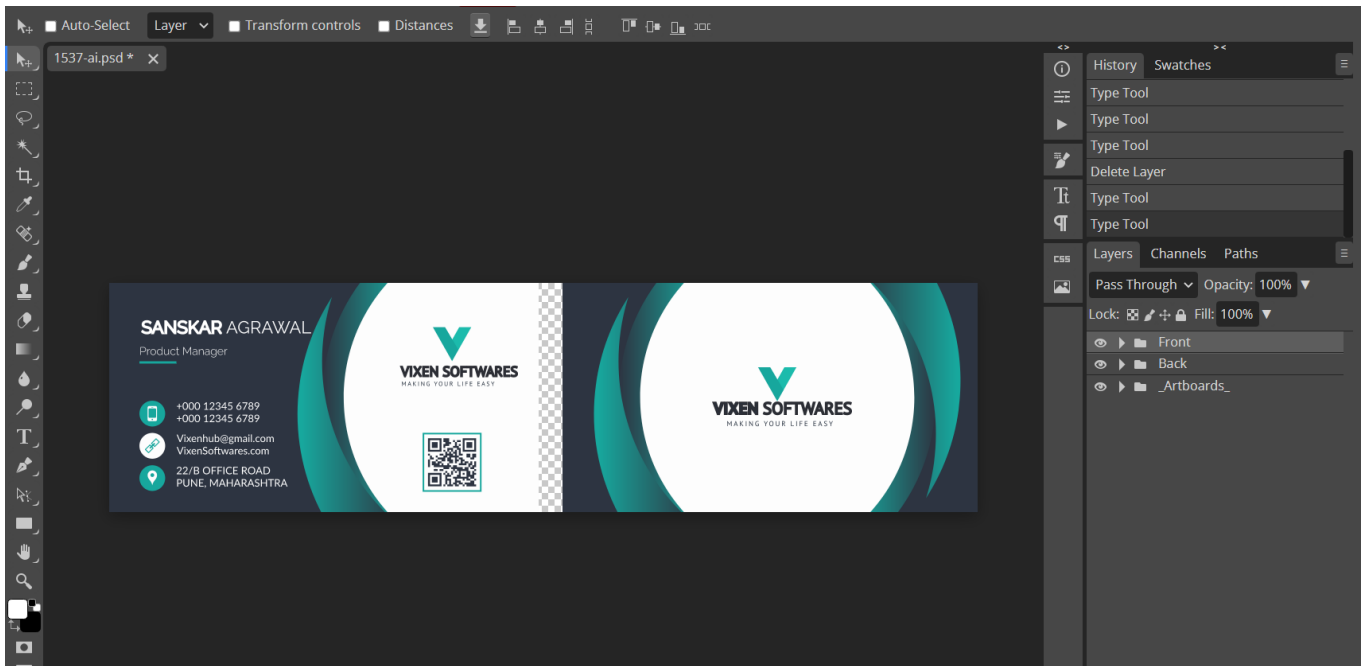 Auto-Select Layer Transform controls Distances
1537-ai.psd *
History Swatches
Type Tool
Type Tool
Type Tool
Delete Layer
Type Tool
Type Tool
CSS
Layers Channels Paths
Pass Through Opacity: 100%
Lock: Fill: 100%
Front
Back
_Artboards_
SANSKAR AGRAWAL
Product Manager
+000 12345 6789
+000 12345 6789
Vixenhub@gmail.com
VixenSoftwares.com
22/B OFFICE ROAD
PUNE, MAHARASHTRA
VIXEN SOFTWARES
MAKING YOUR LIFE EASY
VIXEN SOFTWARES
MAKING YOUR LIFE EASY